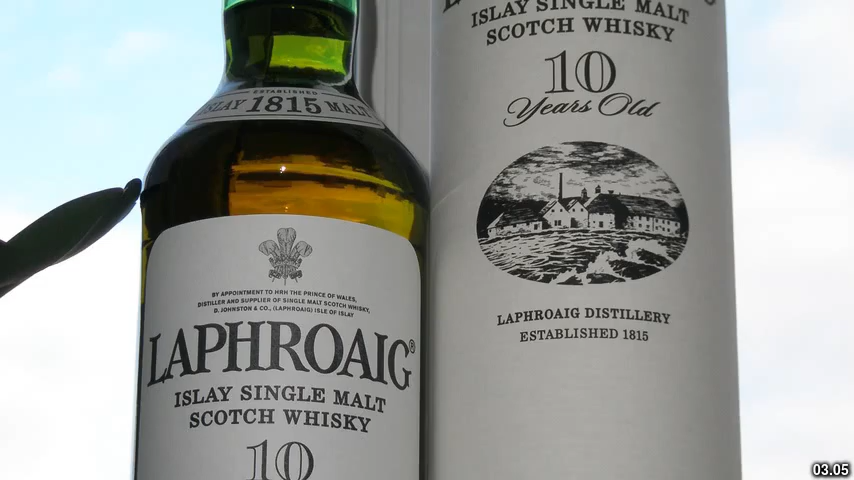 ESTABLISHED
ISLAY 1815 MALT
BY APPOINTMENT TO HRH THE PRINCE OF WALES,
DISTILLER AND SUPPLIER OF SINGLE MALT SCOTCH WHISKY,
D. JOHNSTON & CO., (LAPHROAIG) ISLE OF ISLAY
LAPHROAIG®
ISLAY SINGLE MALT
SCOTCH WHISKY
10
ISLAY SINGLE MALT
SCOTCH WHISKY
10
Years Old
LAPHROAIG DISTILLERY
ESTABLISHED 1815
03.05